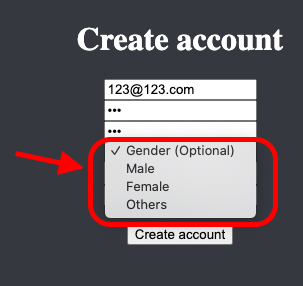 Create account
123@123.com
•••
•••
✓ Gender (Optional)
Male
Female
Others
Create account